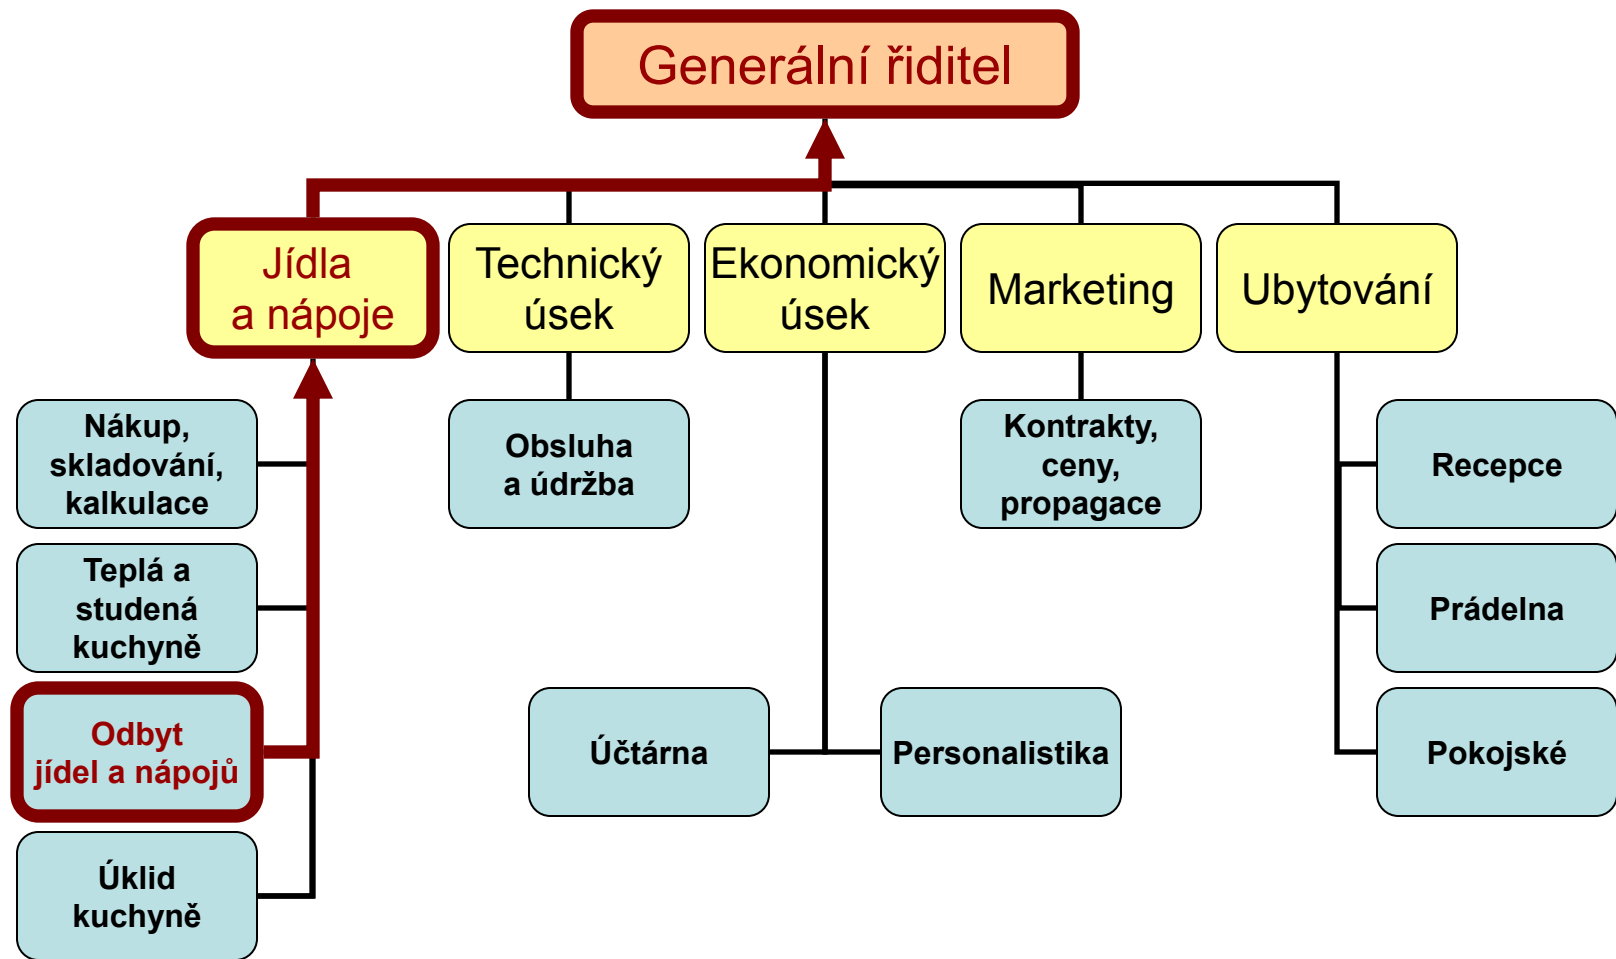 Generální řiditel
Jídla
a nápoje
Technický
úsek
Ekonomický
úsek
Marketing
Ubytování
Nákup,
skladování,
kalkulace
Teplá a
studená
kuchyně
Odbyt
jídel a nápojů
Úklid
kuchyně
Obsluha
a údržba
Účtárna
Personalistika
Kontrakty,
ceny,
propagace
Recepce
Prádelna
Pokojské